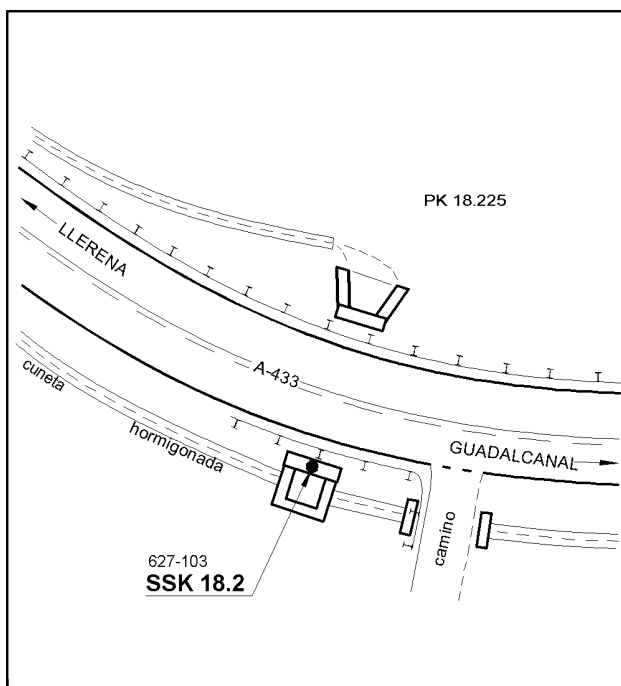 PK 18.225
LLERENA
A-433
cuneta
hormigonada
GUADALCANAL
camino
627-103
SSK 18.2